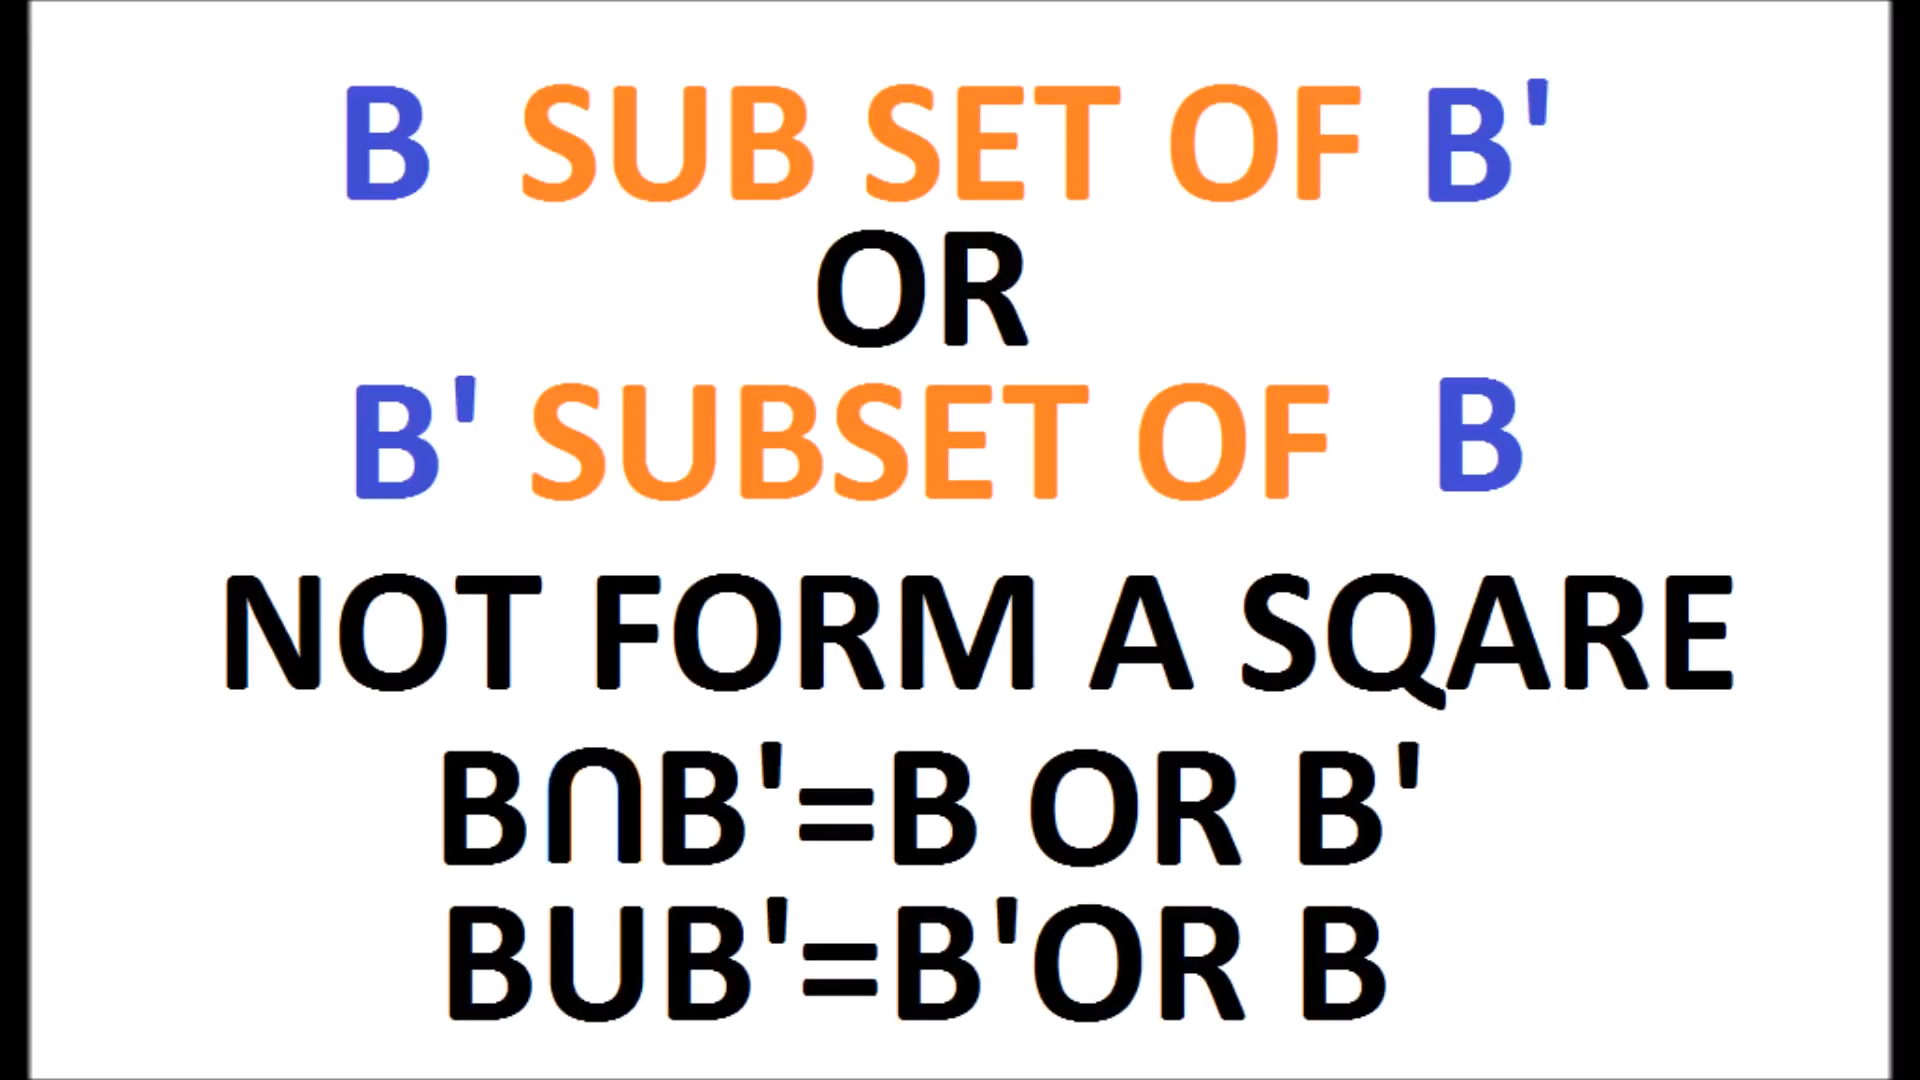 B SUB SET OF B'
OR
B' SUBSET OF B
NOT FORM A SQARE
B∩B'=B OR B'
BUB'=B'OR B